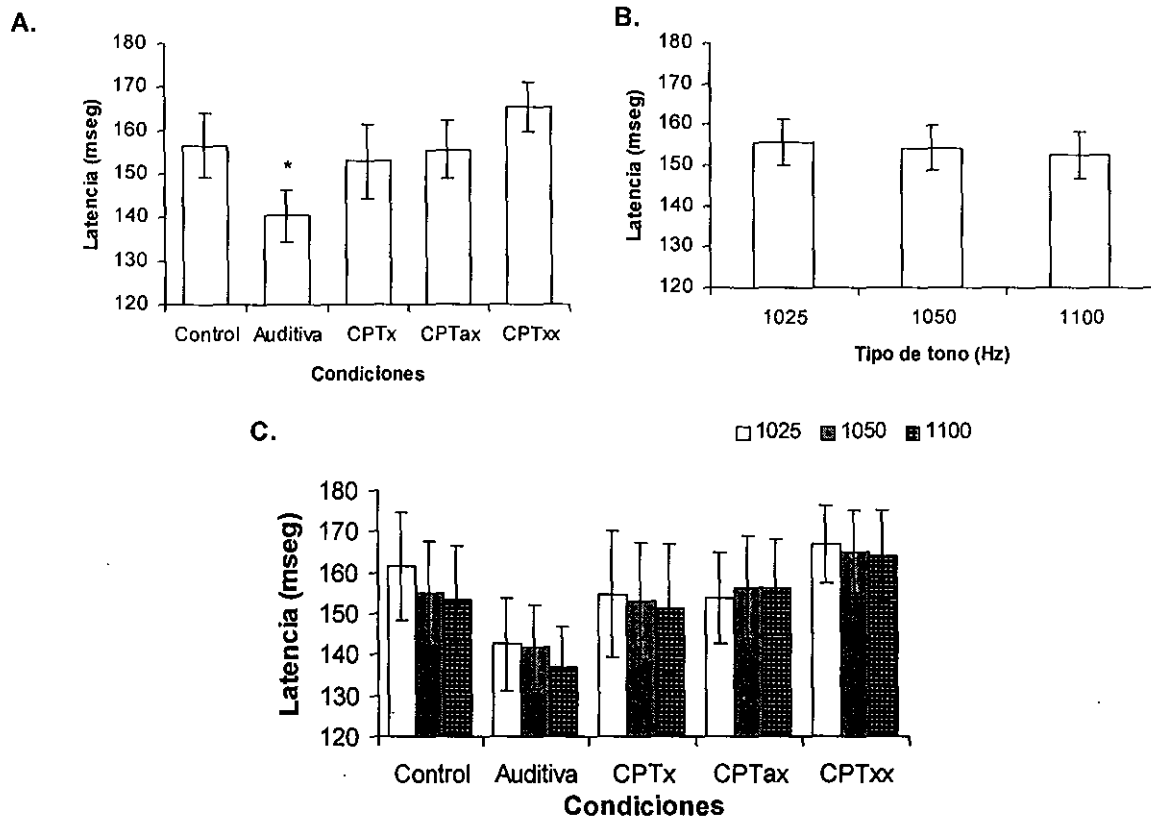 A.
180
170
160
150
140
130
120
Latencia (mseg)
*
Control Auditiva CPTx CPTax CPTxx
Condiciones
B.
180
170
160
150
140
130
120
Latencia (mseg)
1025 1050 1100
Tipo de tono (Hz)
C.
1025 1050 1100
180
170
160
150
140
130
120
Latencia (mseg)
Control Auditiva CPTx CPTax CPTxx
Condiciones